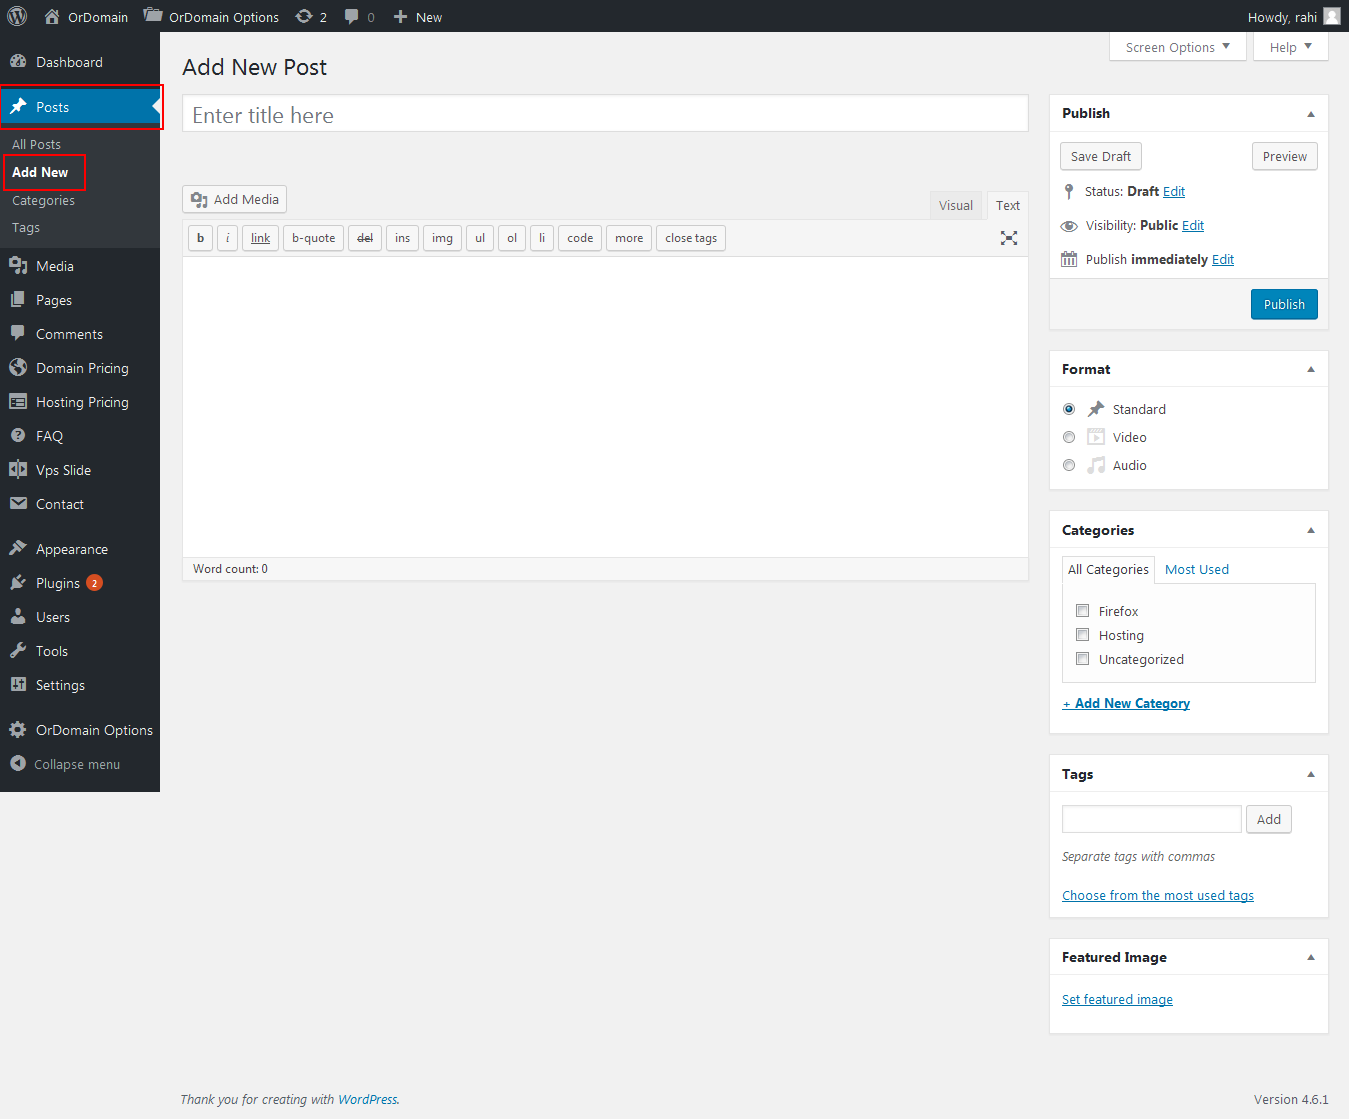 OrDomain OrDomain Options 2 0 New Howdy, rahi
Dashboard
Posts
All Posts
Add New
Categories
Tags
Media
Pages
Comments
Domain Pricing
Hosting Pricing
FAQ
Vps Slide
Contact
Appearance
Plugins 2
Users
Tools
Settings
OrDomain Options
Collapse menu
Screen Options Help
Add New Post
Enter title here
Add Media
Visual Text
b i link b-quote del ins img ul ol li code more close tags
Word count: 0
Publish
Save Draft Preview
Status: Draft Edit
Visibility: Public Edit
Publish immediately Edit
Publish
Format
Standard
Video
Audio
Categories
All Categories Most Used
Firefox
Hosting
Uncategorized
+ Add New Category
Tags
Add
Separate tags with commas
Choose from the most used tags
Featured Image
Set featured image
Thank you for creating with WordPress. Version 4.6.1